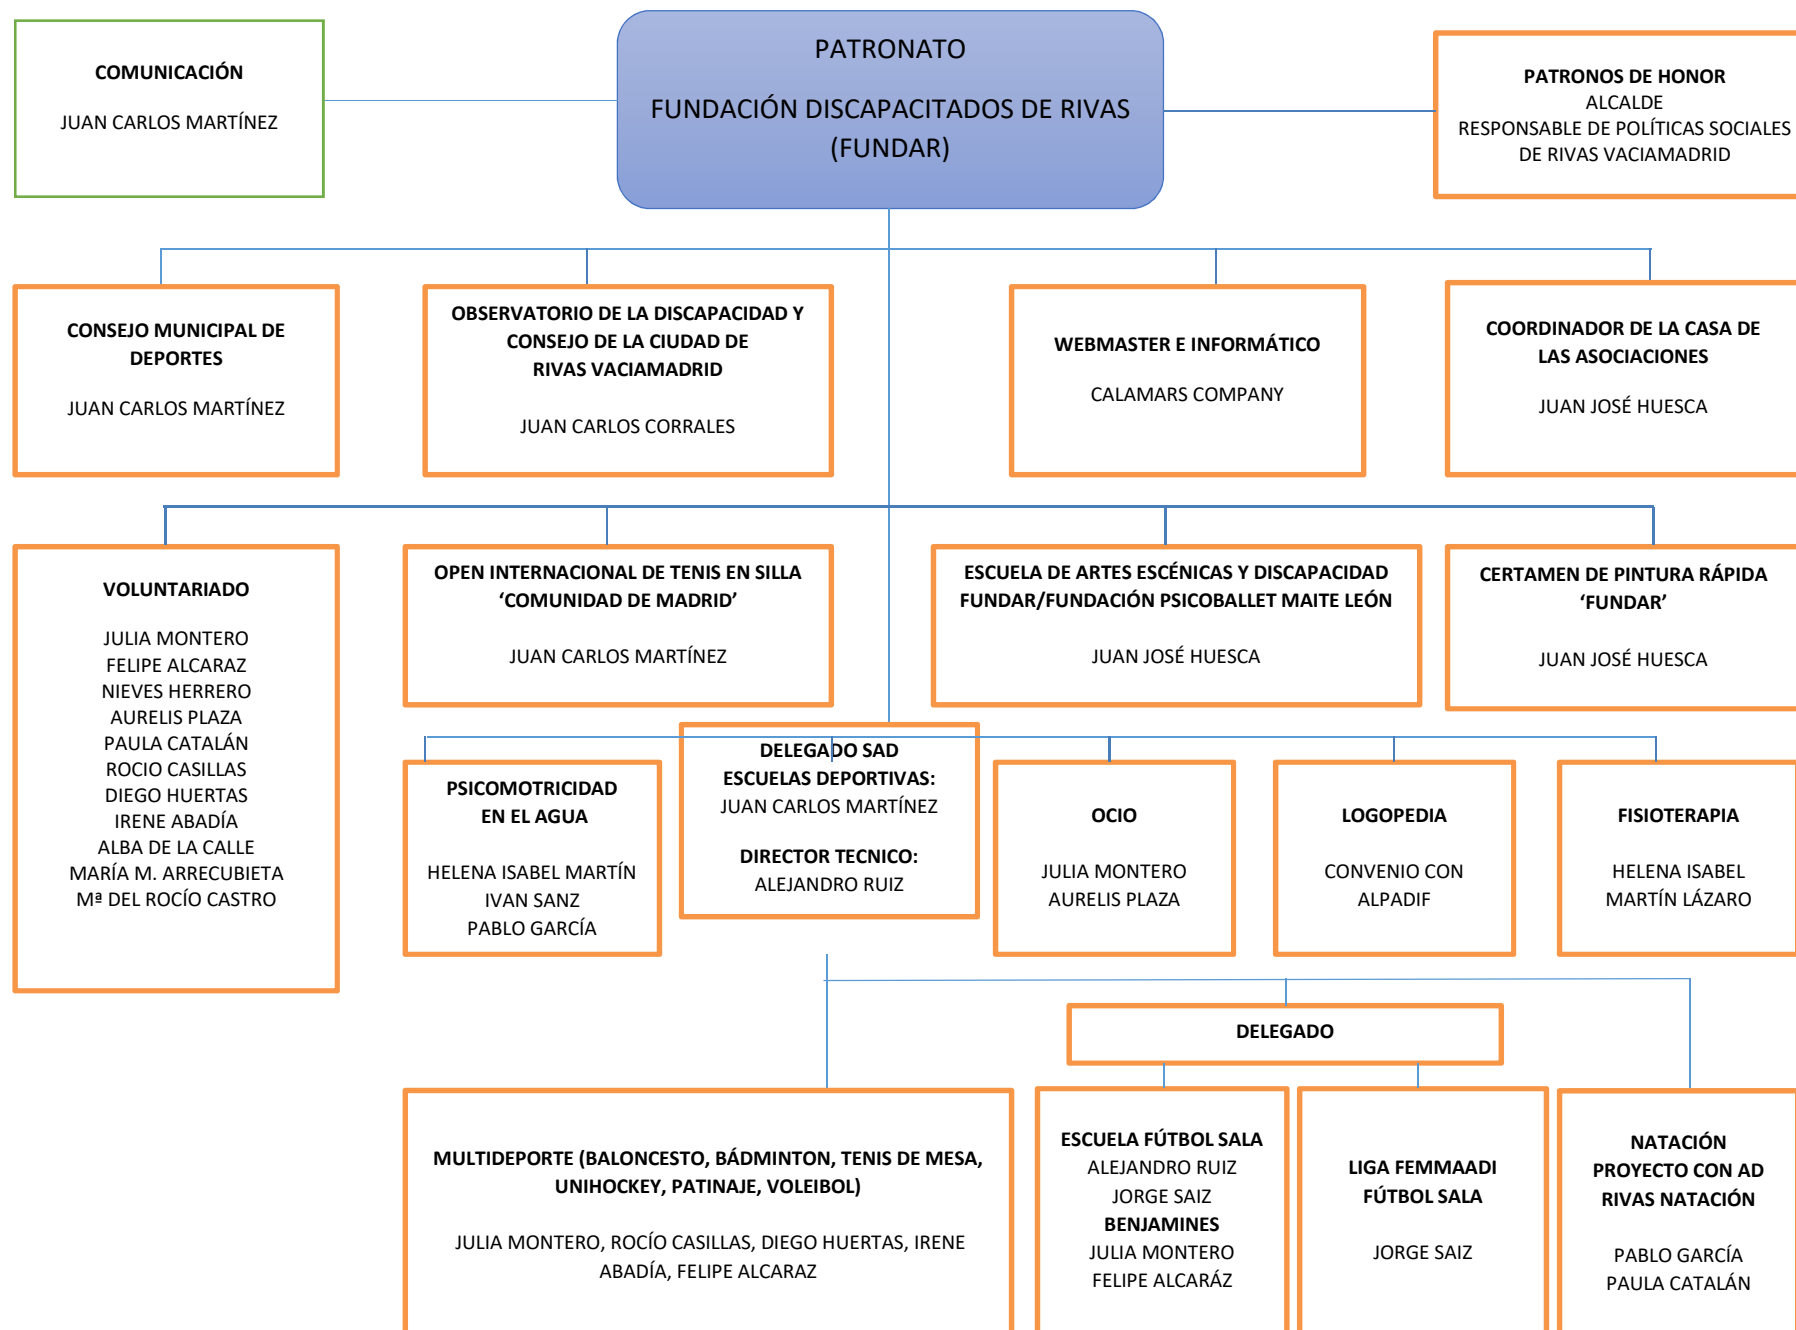 COMUNICACIÓN
JUAN CARLOS MARTÍNEZ
PATRONATO
FUNDACIÓN DISCAPACITADOS DE RIVAS
(FUNDAR)
PATRONOS DE HONOR
ALCALDE
RESPONSABLE DE POLÍTICAS SOCIALES
DE RIVAS VACIAMADRID
CONSEJO MUNICIPAL DE
DEPORTES
JUAN CARLOS MARTÍNEZ
OBSERVATORIO DE LA DISCAPACIDAD Y
CONSEJO DE LA CIUDAD DE
RIVAS VACIAMADRID
JUAN CARLOS CORRALES
WEBMASTER E INFORMÁTICO
CALAMARS COMPANY
COORDINADOR DE LA CASA DE
LAS ASOCIACIONES
JUAN JOSÉ HUESCA
VOLUNTARIADO
JULIA MONTERO
FELIPE ALCARAZ
NIEVES HERRERO
AURELIS PLAZA
PAULA CATALÁN
ROCIO CASILLAS
DIEGO HUERTAS
IRENE ABADÍA
ALBA DE LA CALLE
MARÍA M. ARRECUBIETA
Mª DEL ROCÍO CASTRO
OPEN INTERNACIONAL DE TENIS EN SILLA
‘COMUNIDAD DE MADRID’
JUAN CARLOS MARTÍNEZ
ESCUELA DE ARTES ESCÉNICAS Y DISCAPACIDAD
FUNDAR/FUNDACIÓN PSICOBALLET MAITE LEÓN
JUAN JOSÉ HUESCA
CERTAMEN DE PINTURA RÁPIDA
‘FUNDAR’
JUAN JOSÉ HUESCA
PSICOMOTRICIDAD
EN EL AGUA
HELENA ISABEL MARTÍN
IVAN SANZ
PABLO GARCÍA
DELEGADO SAD
ESCUELAS DEPORTIVAS:
JUAN CARLOS MARTÍNEZ
DIRECTOR TECNICO:
ALEJANDRO RUIZ
OCIO
JULIA MONTERO
AURELIS PLAZA
LOGOPEDIA
CONVENIO CON
ALPADIF
FISIOTERAPIA
HELENA ISABEL
MARTÍN LÁZARO
DELEGADO
MULTIDEPORTE (BALONCESTO, BÁDMINTON, TENIS DE MESA,
UNIHOCKEY, PATINAJE, VOLEIBOL)
JULIA MONTERO, ROCÍO CASILLAS, DIEGO HUERTAS, IRENE
ABADÍA, FELIPE ALCARAZ
ESCUELA FÚTBOL SALA
ALEJANDRO RUIZ
JORGE SAIZ
BENJAMINES
JULIA MONTERO
FELIPE ALCARÁZ
LIGA FEMMAADI
FÚTBOL SALA
JORGE SAIZ
NATACIÓN
PROYECTO CON AD
RIVAS NATACIÓN
PABLO GARCÍA
PAULA CATALÁN